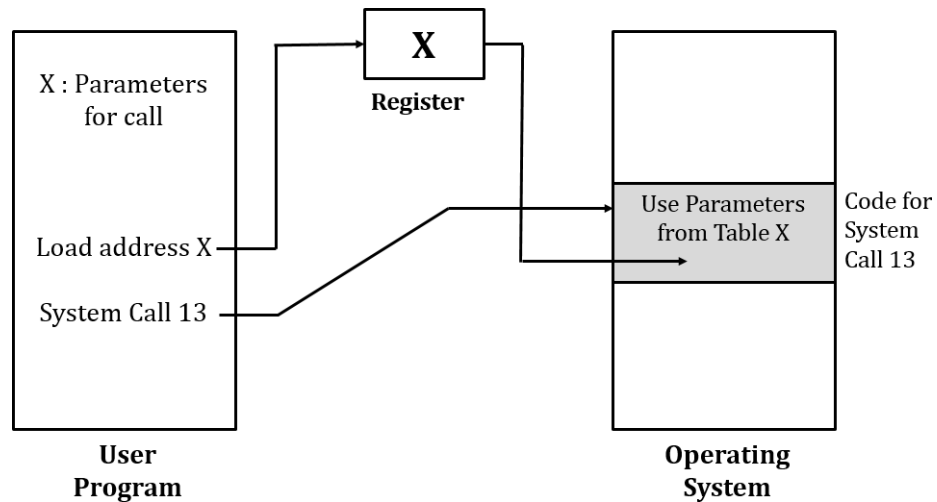 X : Parameters
for call
Load address X
System Call 13
User
Program
X
Register
Use Parameters
from Table X
Code for
System
Call 13
Operating
System